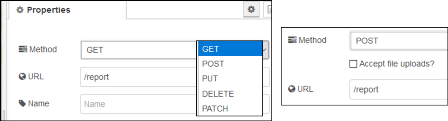 Properties
Method GET
GET
POST
URL /report
PUT
DELETE
Name Name
PATCH
Method POST
Accept file uploads?
URL /report